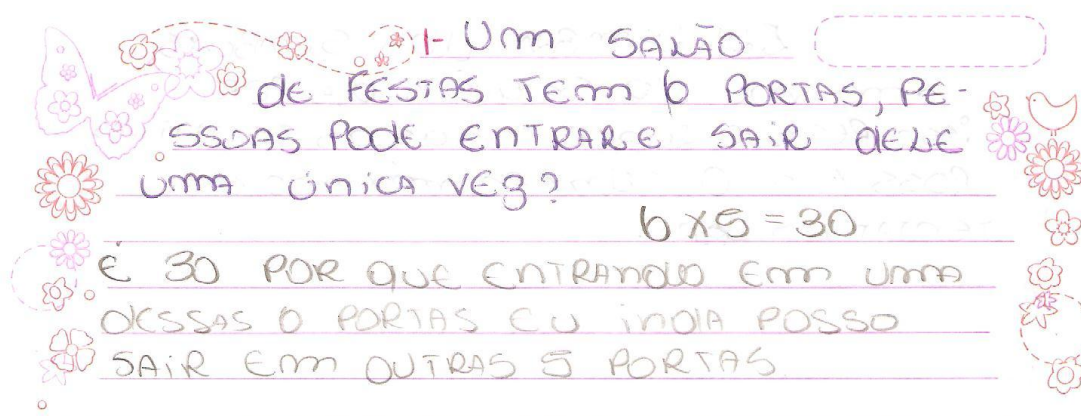 1- UM SALÃO
DE FESTAS TEM 6 PORTAS, PE-
SSOAS PODE ENTRAR E SAIR DELE
UMA ÚNICA VEZ?
6 X 5 = 30
É 30 POR QUE ENTRANDO EM UMA
DESSAS 6 PORTAS EU INDA POSSO
SAIR EM OUTRAS 5 PORTAS